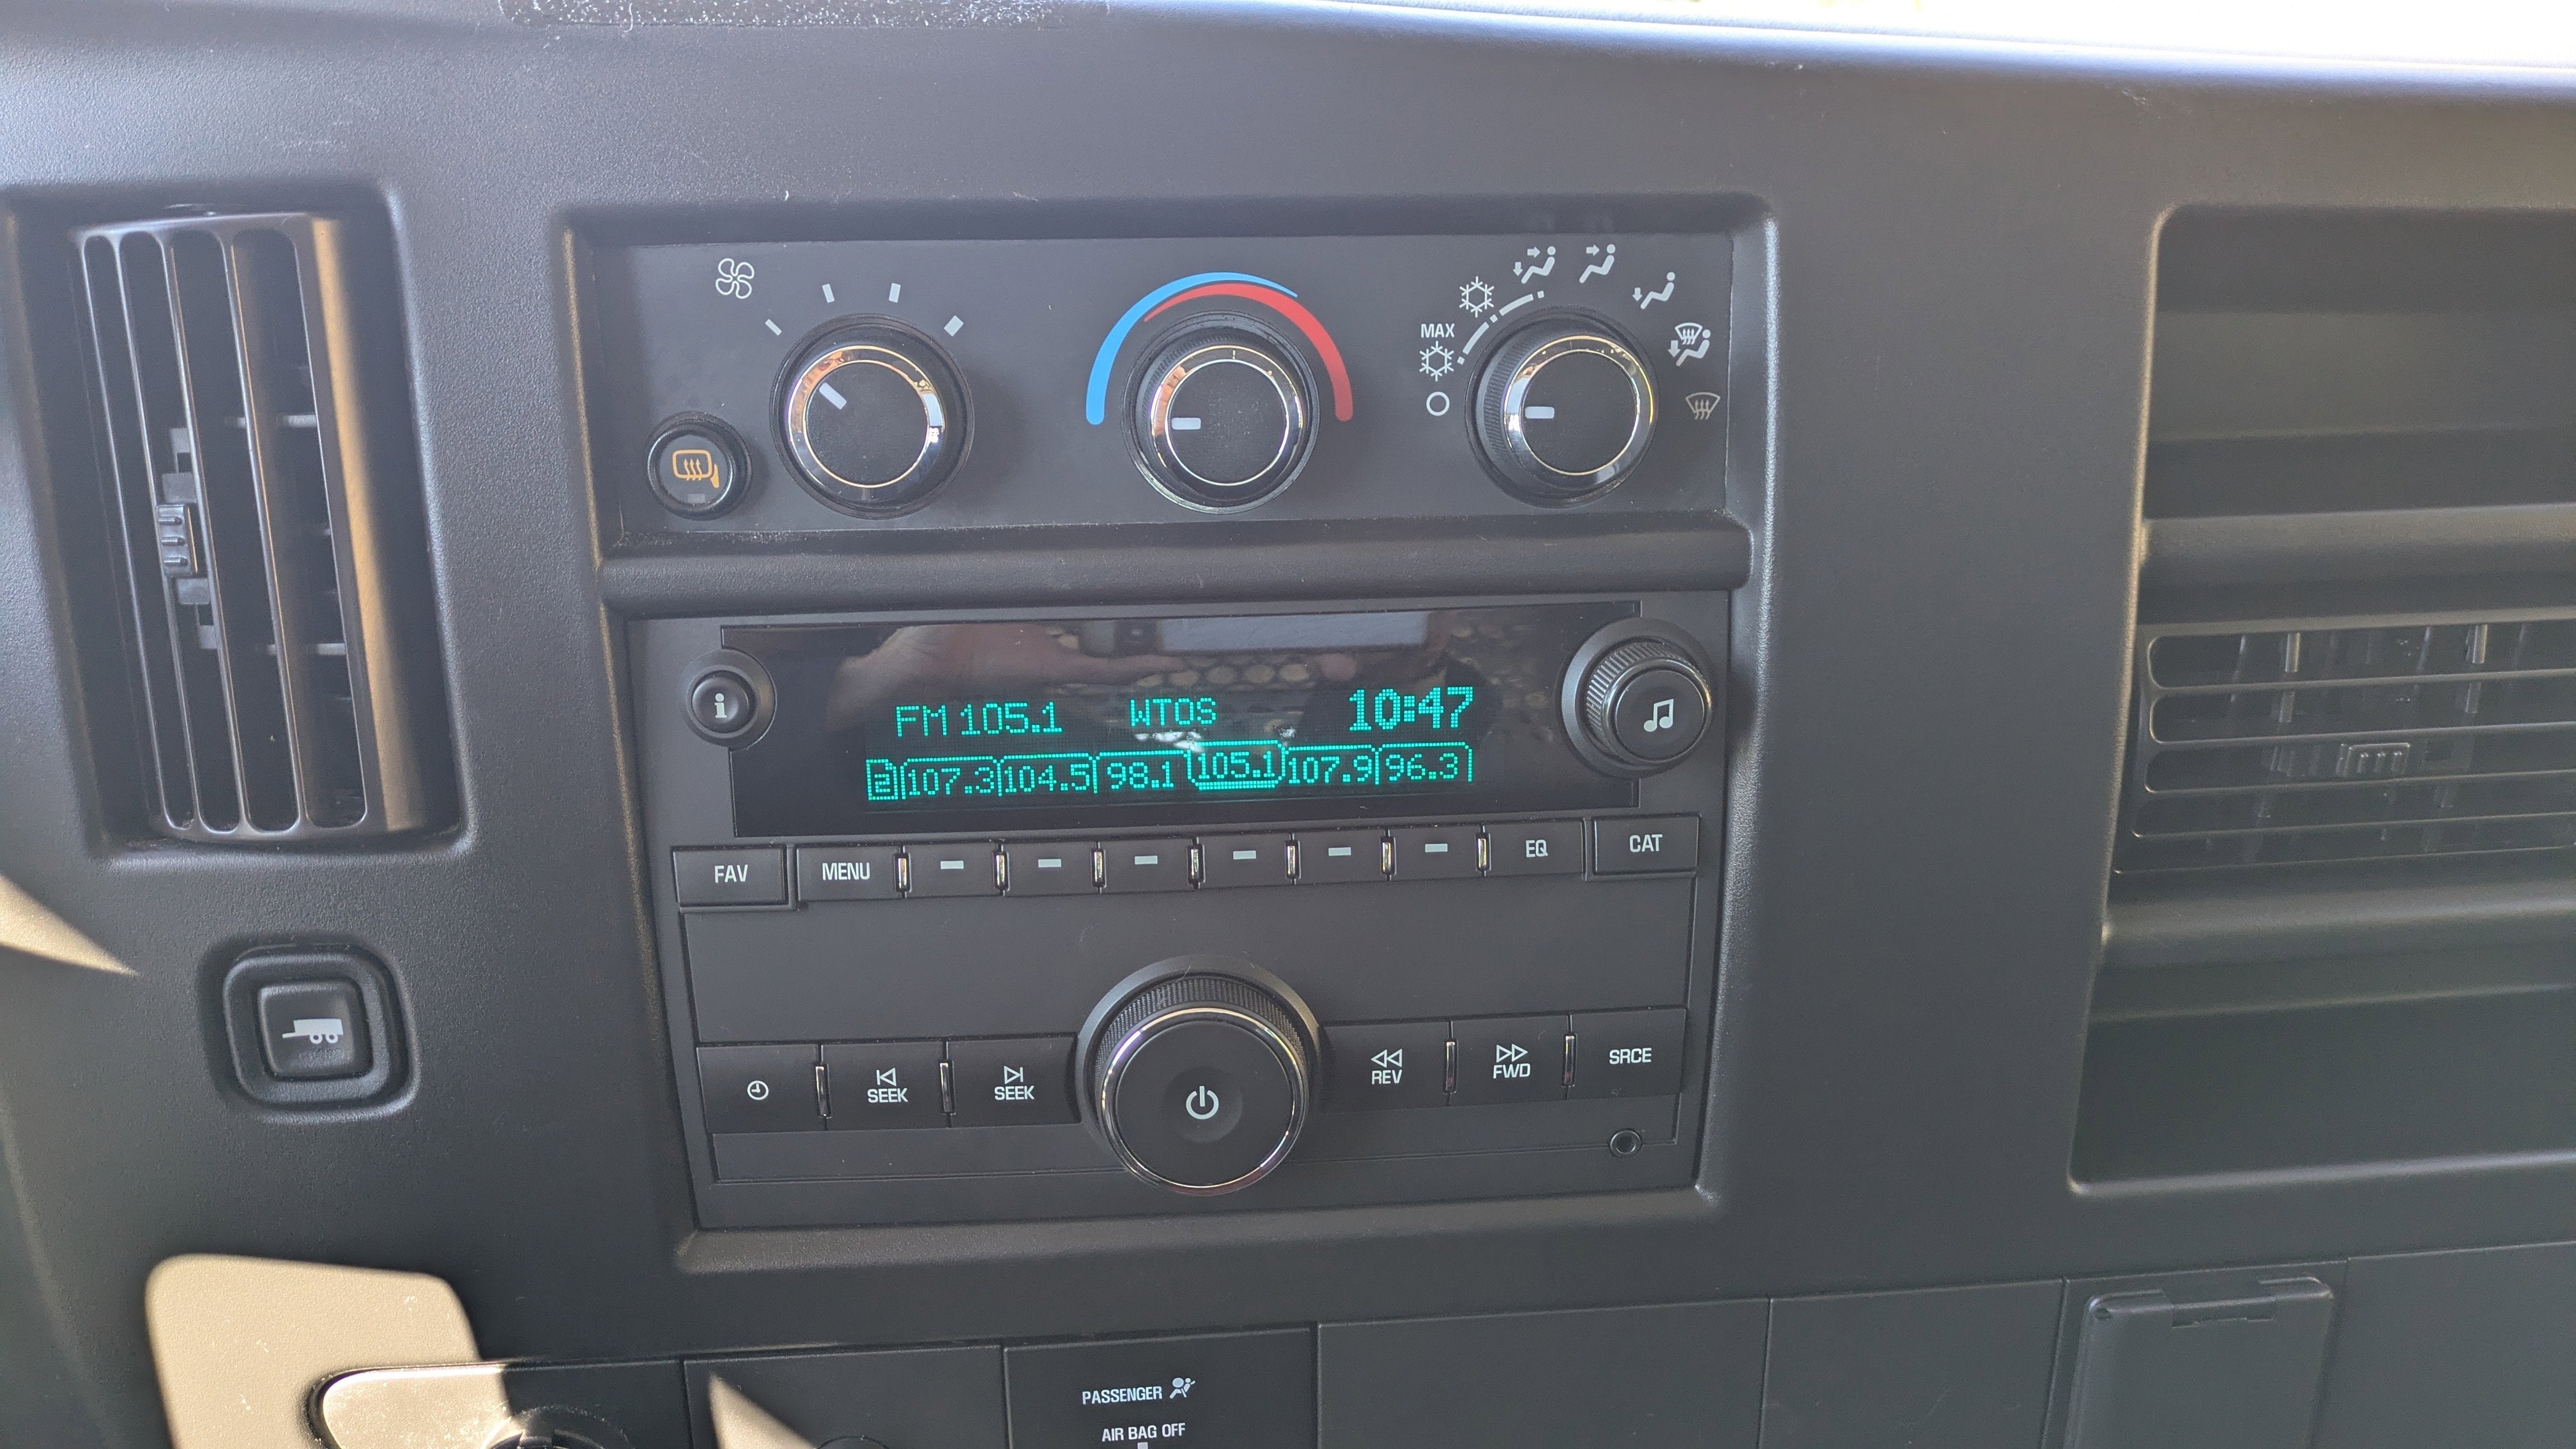 MAX
i
FM 105.1 WTOS 10:47
2 107.3 104.5 98.1 105.1 107.9 96.3
FAV MENU EQ CAT
SEEK SEEK REV FWD SRCE
PASSENGER
AIR BAG OFF